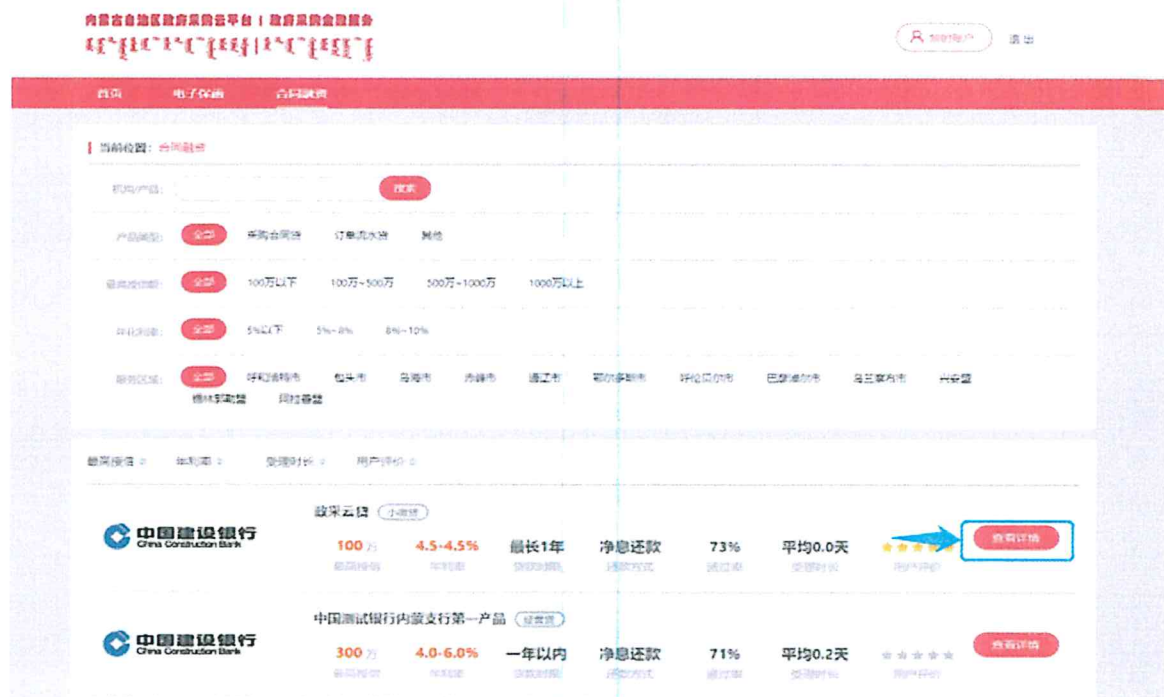 内蒙古自治区政府采购云平台 | 政府采购金融服务
退出
首页 电子保函 合同融资
当前位置: 合同融资
机构/产品: 搜索
产品类型: 全部 采购合同贷 订单流水贷 其他
最高授信额: 全部 100万以下 100万~500万 500万~1000万 1000万以上
年化利率: 全部 5%以下 5%~8% 8%~10%
服务区域: 全部 呼和浩特市 包头市 乌海市 赤峰市 通辽市 鄂尔多斯市 呼伦贝尔市 巴彦淖尔市 乌兰察布市 兴安盟
锡林郭勒盟 阿拉善盟
最高授信 年利率 受理时长 用户评价
政采云贷 小微贷
中国建设银行
China Construction Bank
100万 4.5-4.5% 最长1年 净息还款 73% 平均0.0天 查看详情
最高授信 年利率 贷款时限 还款方式 通过率 受理时长 用户评价
中国测试银行内蒙支行第一产品 经营贷
中国建设银行
China Construction Bank
300万 4.0-6.0% 一年以内 净息还款 71% 平均0.2天 查看详情
最高授信 年利率 贷款时限 还款方式 通过率 受理时长 用户评价